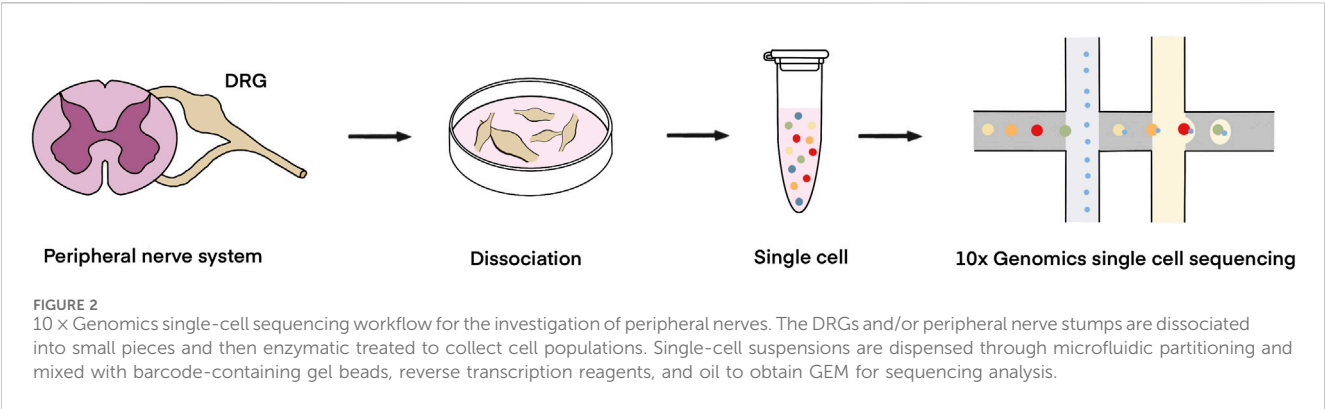 DRG
Peripheral nerve system
Dissociation
Single cell
10x Genomics single cell sequencing
FIGURE 2
10 × Genomics single-cell sequencing workflow for the investigation of peripheral nerves. The DRGs and/or peripheral nerve stumps are dissociated
into small pieces and then enzymatic treated to collect cell populations. Single-cell suspensions are dispensed through microfluidic partitioning and
mixed with barcode-containing gel beads, reverse transcription reagents, and oil to obtain GEM for sequencing analysis.